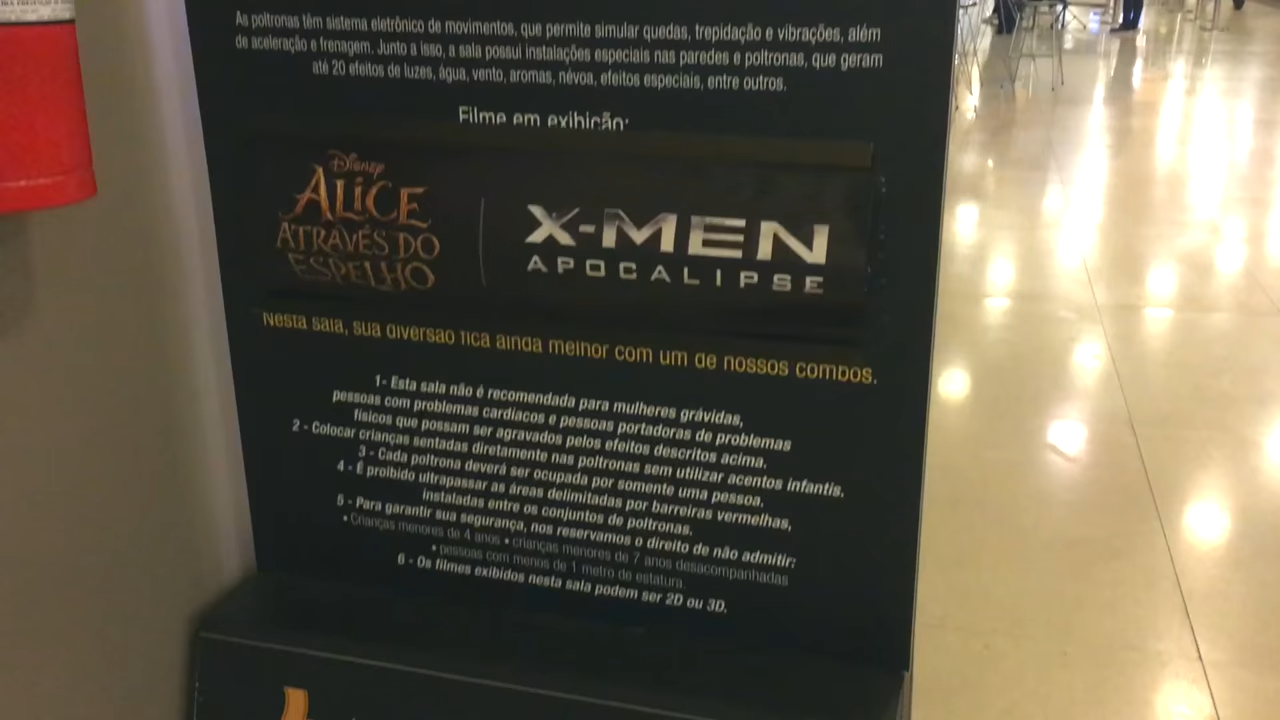 As poltronas têm sistema eletrônico de movimentos, que permite simular quedas, trepidação e vibrações, além
de aceleração e frenagem. Junto a isso, a sala possui instalações especiais nas paredes e poltronas, que geram
até 20 efeitos de luzes, água, vento, aromas, névoa, efeitos especiais, entre outros.
Filme em exibição:
Disney
ALICE
ATRAVÉS DO
ESPELHO
X-MEN
APOCALIPSE
Nesta sala, sua diversão fica ainda melhor com um de nossos combos.
1- Esta sala não é recomendada para mulheres grávidas,
pessoas com problemas cardíacos e pessoas portadoras de problemas
físicos que possam ser agravados pelos efeitos descritos acima.
2 - Colocar crianças sentadas diretamente nas poltronas sem utilizar acentos infantis.
3 - Cada poltrona deverá ser ocupada por somente uma pessoa.
4 - É proibido ultrapassar as áreas delimitadas por barreiras vermelhas,
instaladas entre os conjuntos de poltronas.
5 - Para garantir sua segurança, nos reservamos o direito de não admitir:
• Crianças menores de 4 anos • crianças menores de 7 anos desacompanhadas
• pessoas com menos de 1 metro de estatura.
6 - Os filmes exibidos nesta sala podem ser 2D ou 3D.